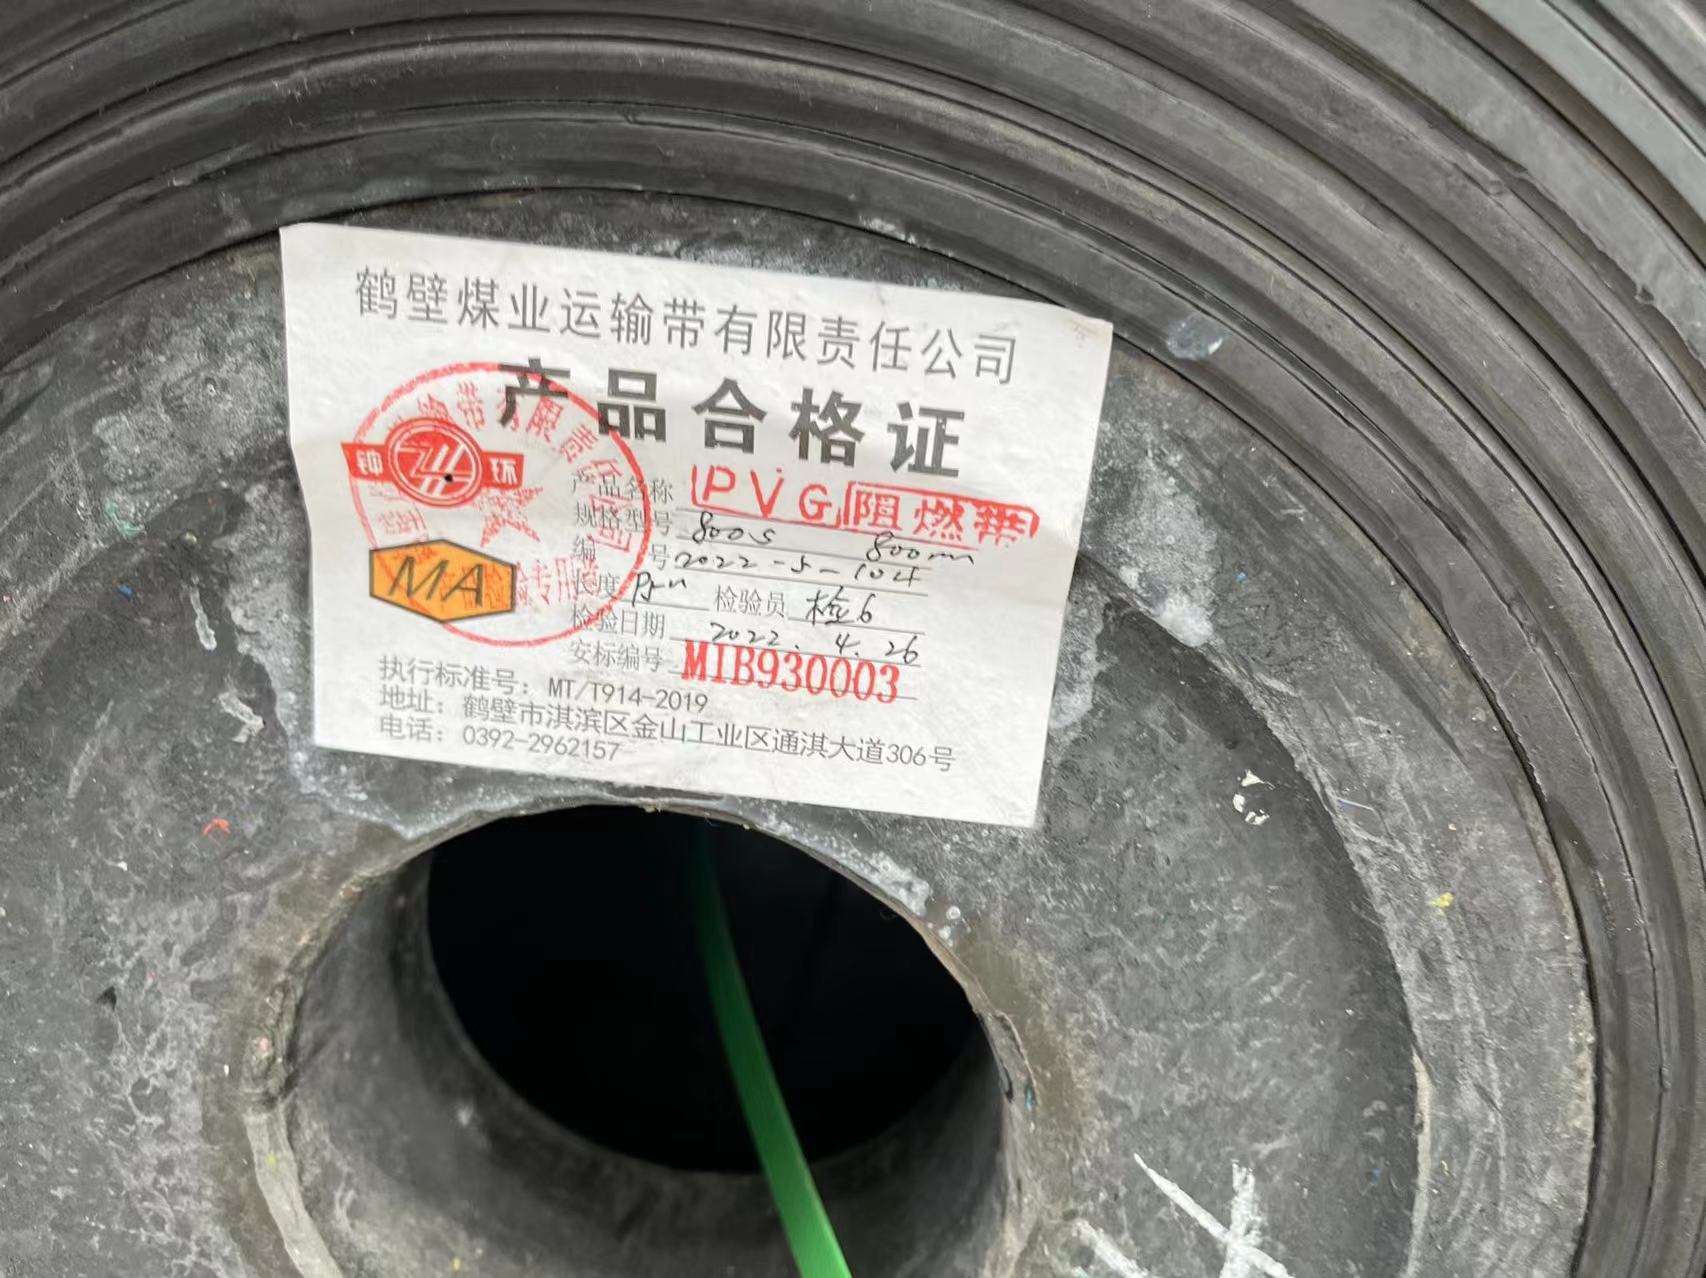 鹤壁煤业运输带有限责任公司
产品合格证
钟环
MA
产品名称 PVG阻燃带
规格型号 800S 800mm
编号 2022-5-104
长度 检验员 检6
检验日期 2022.4.26
安标编号 MIB930003
执行标准号：MT/T914-2019
地址：鹤壁市淇滨区金山工业区通淇大道306号
电话：0392-2962157